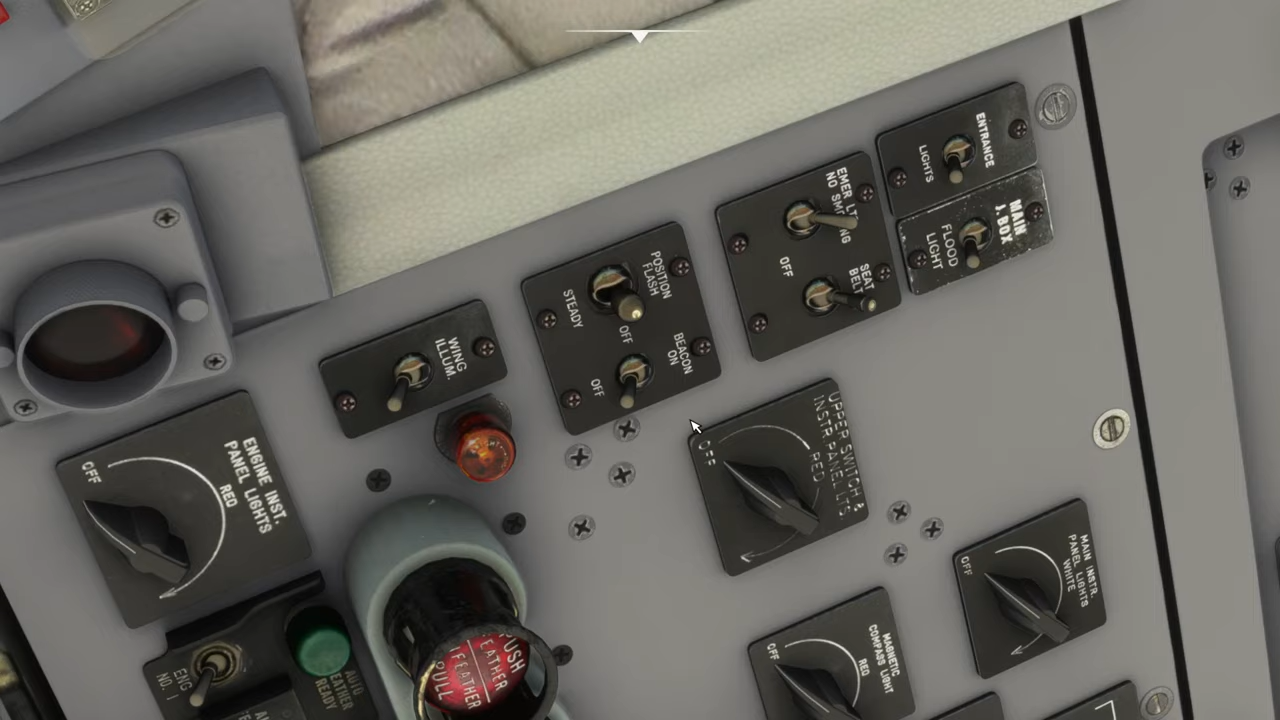 ENTRANCE
LIGHTS
MAIN
J. BOX
FLOOD
LIGHT
EMER LT
NO SMOKING
OFF
SEAT
BELT
POSITION
FLASH
STEADY
OFF
BEACON
ON
OFF
WING
ILLUM.
ENGINE INST.
PANEL LIGHTS
OFF
RED
UPPER SWITCH &
INSTR. PANEL LTS
OFF
RED
MAIN INSTR.
PANEL LIGHTS
WHITE
OFF
MAGNETIC
COMPASS LIGHT
OFF
RED
ENG
NO. 1
AUTO
FEATHER
READY
PUSH
FEATHER
UNFEATHER
PULL